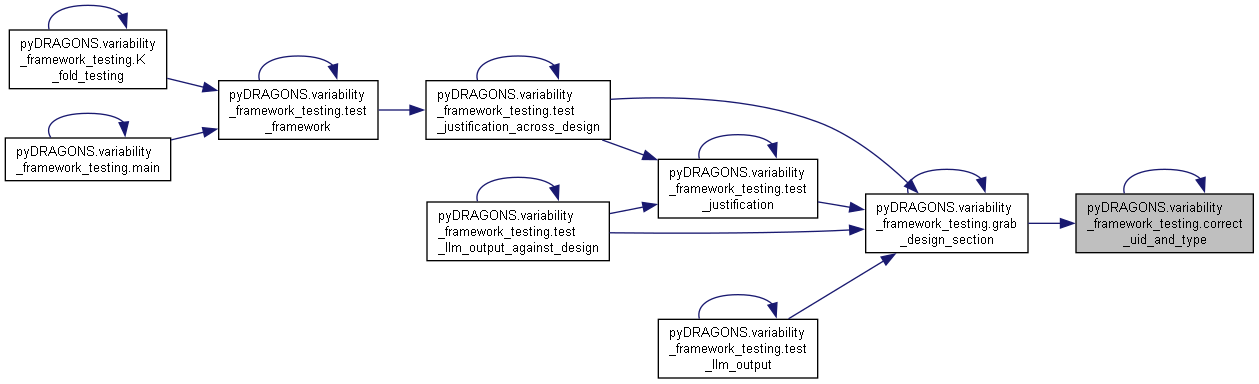 pyDRAGONS.variability
_framework_testing.K
_fold_testing
pyDRAGONS.variability
_framework_testing.main
pyDRAGONS.variability
_framework_testing.test
_framework
pyDRAGONS.variability
_framework_testing.test
_justification_across_design
pyDRAGONS.variability
_framework_testing.test
_llm_output_against_design
pyDRAGONS.variability
_framework_testing.test
_justification
pyDRAGONS.variability
_framework_testing.test
_llm_output
pyDRAGONS.variability
_framework_testing.grab
_design_section
pyDRAGONS.variability
_framework_testing.correct
_uid_and_type